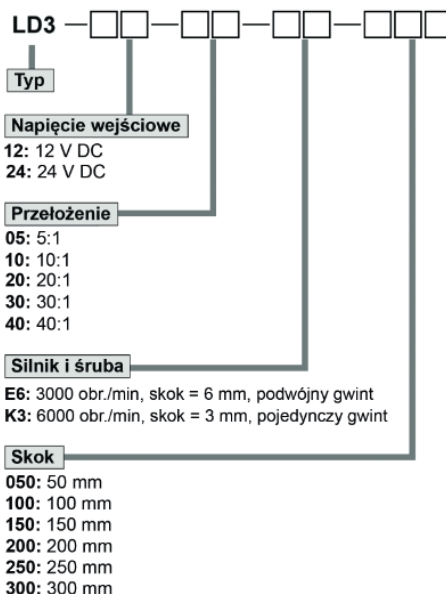 LD3 — □□ — □□ — □□ — □□□
Typ
Napięcie wejściowe
12: 12 V DC
24: 24 V DC
Przełożenie
05: 5:1
10: 10:1
20: 20:1
30: 30:1
40: 40:1
Silnik i śruba
E6: 3000 obr./min, skok = 6 mm, podwójny gwint
K3: 6000 obr./min, skok = 3 mm, pojedynczy gwint
Skok
050: 50 mm
100: 100 mm
150: 150 mm
200: 200 mm
250: 250 mm
300: 300 mm